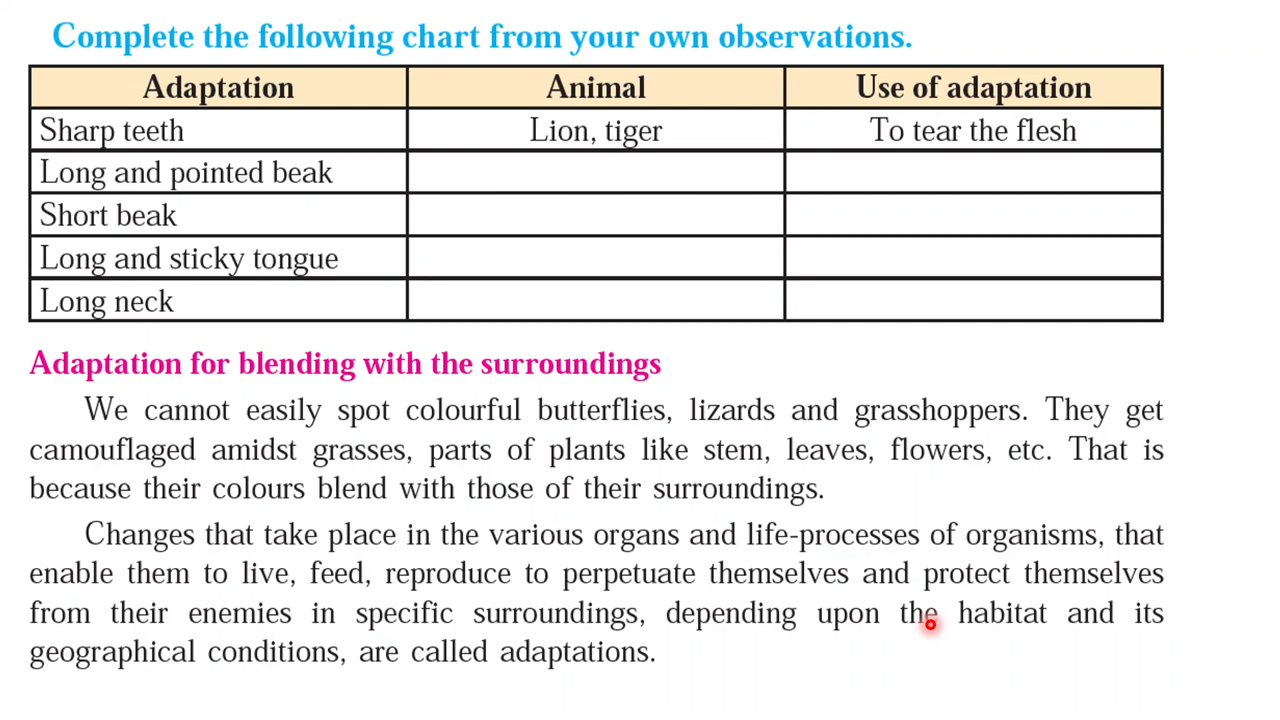 Complete the following chart from your own observations.
Adaptation Animal Use of adaptation
Sharp teeth Lion, tiger To tear the flesh
Long and pointed beak
Short beak
Long and sticky tongue
Long neck
Adaptation for blending with the surroundings
We cannot easily spot colourful butterflies, lizards and grasshoppers. They get
camouflaged amidst grasses, parts of plants like stem, leaves, flowers, etc. That is
because their colours blend with those of their surroundings.
Changes that take place in the various organs and life-processes of organisms, that
enable them to live, feed, reproduce to perpetuate themselves and protect themselves
from their enemies in specific surroundings, depending upon the habitat and its
geographical conditions, are called adaptations.